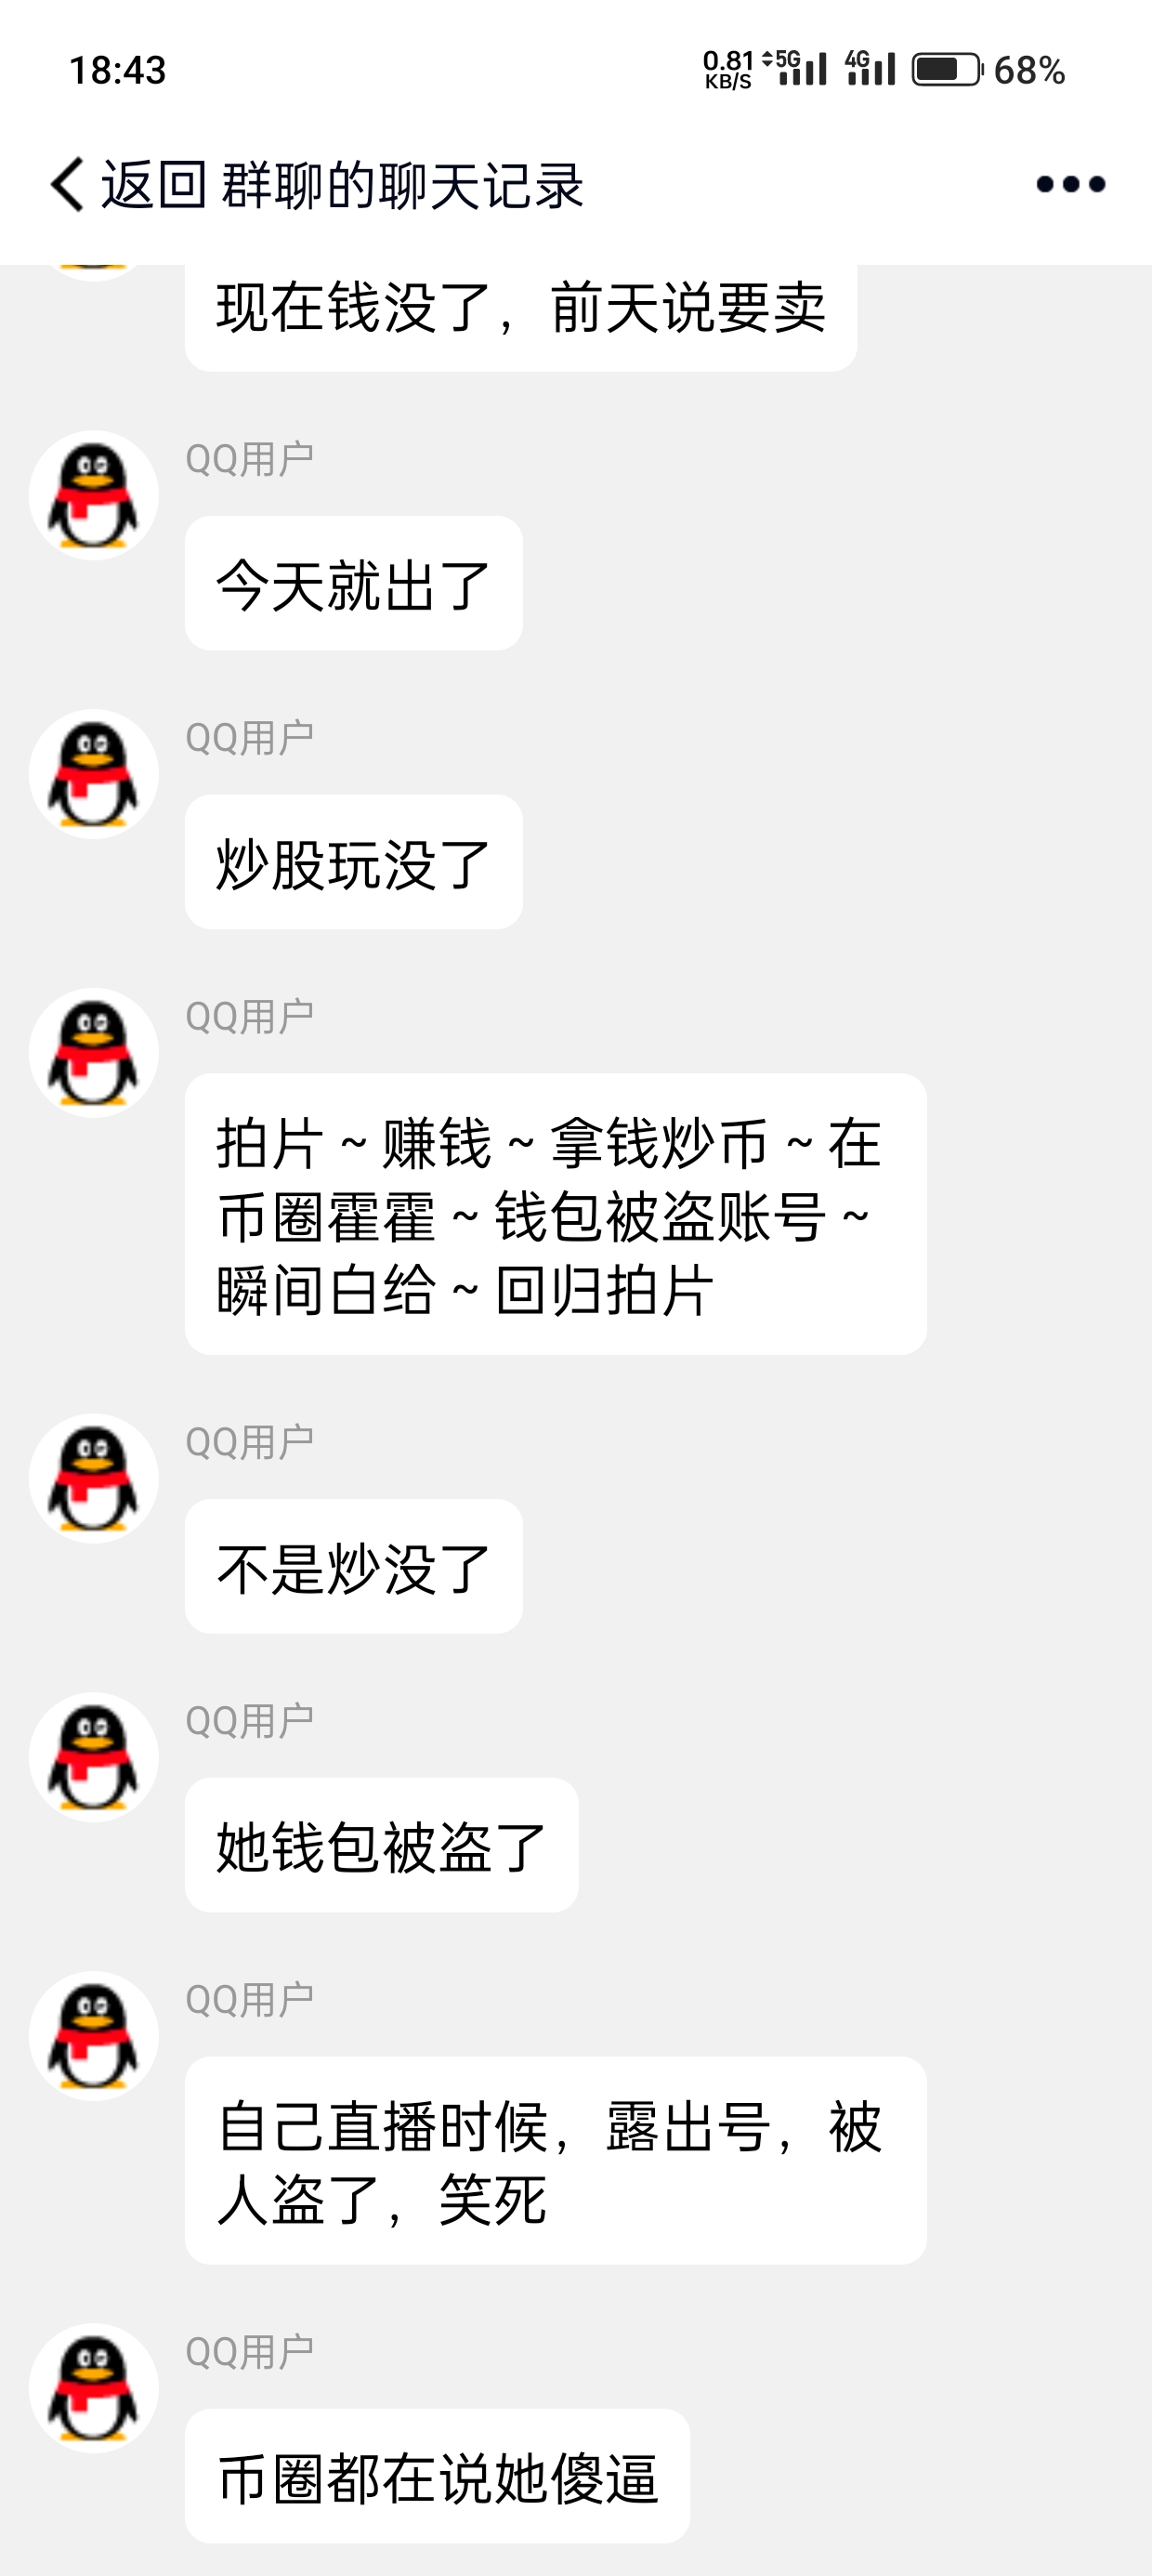 18:43
0.81 KB/S 5G 4G 68%
返回 群聊的聊天记录
现在钱没了，前天说要卖
QQ用户
今天就出了
QQ用户
炒股玩没了
QQ用户
拍片～赚钱～拿钱炒币～在
币圈霍霍～钱包被盗账号～
瞬间白给～回归拍片
QQ用户
不是炒没了
QQ用户
她钱包被盗了
QQ用户
自己直播时候，露出号，被
人盗了，笑死
QQ用户
币圈都在说她傻逼